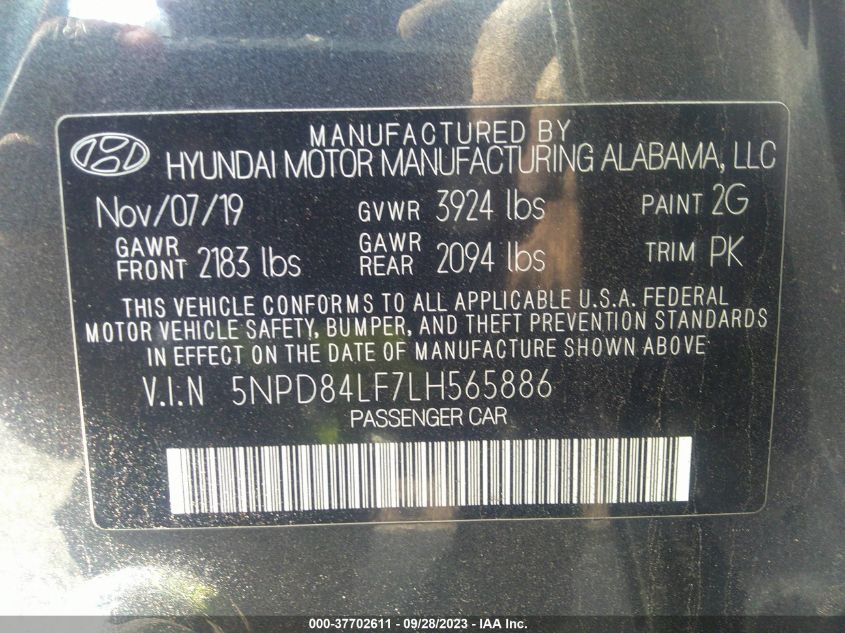 MANUFACTURED BY
HYUNDAI MOTOR MANUFACTURING ALABAMA, LLC
Nov/07/19 GVWR 3924 lbs PAINT 2G
GAWR FRONT 2183 lbs GAWR REAR 2094 lbs TRIM PK
THIS VEHICLE CONFORMS TO ALL APPLICABLE U.S.A. FEDERAL
MOTOR VEHICLE SAFETY, BUMPER, AND THEFT PREVENTION STANDARDS
IN EFFECT ON THE DATE OF MANUFACTURE SHOWN ABOVE
V.I.N 5NPD84LF7LH565886
PASSENGER CAR
000-37702611 - 09/28/2023 - IAA Inc.